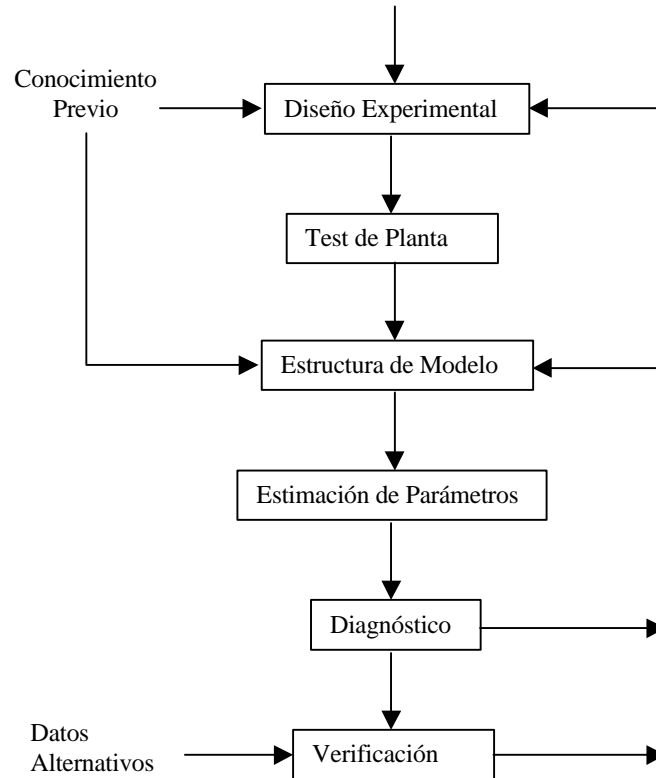 Conocimiento
Previo
Diseño Experimental
Test de Planta
Estructura de Modelo
Estimación de Parámetros
Diagnóstico
Datos
Alternativos
Verificación